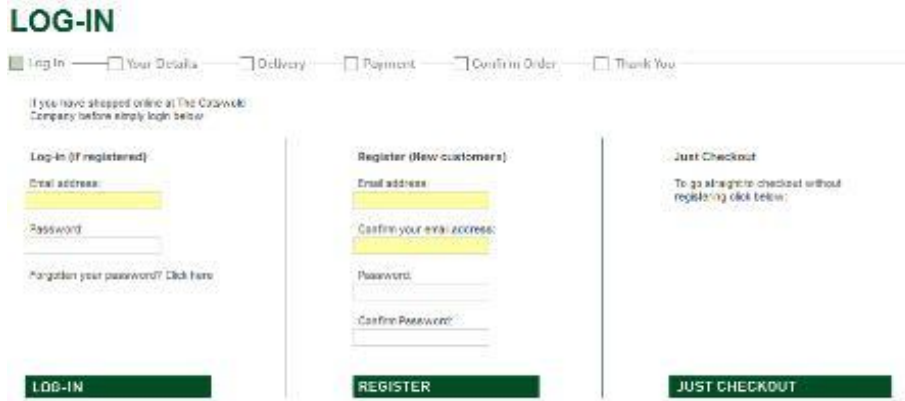 LOG-IN
Log In Your Details Delivery Payment Confirm Order Thank You
If you have shopped online at The Cotswold
Company before simply login below
Log-in (if registered)
Email address:
Password
Forgotten your password? Click here
LOG-IN
Register (New customers)
Email address
Confirm your email address:
Password:
Confirm Password:
REGISTER
Just Checkout
To go straight to checkout without
registering click below:
JUST CHECKOUT